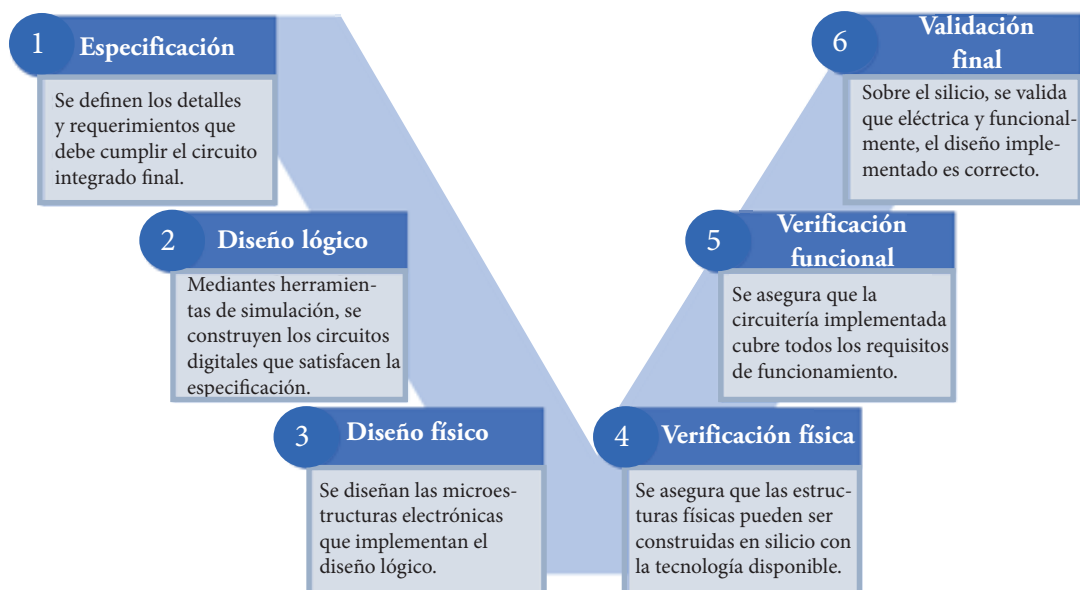 1
Especificación
Se definen los detalles
y requerimientos que
debe cumplir el circuito
integrado final.
2
Diseño lógico
Mediantes herramien-
tas de simulación, se
construyen los circuitos
digitales que satisfacen la
especificación.
3
Diseño físico
Se diseñan las microes-
tructuras electrónicas
que implementan el
diseño lógico.
4
Verificación física
Se asegura que las estruc-
turas físicas pueden ser
construidas en silicio con
la tecnología disponible.
5
Verificación
funcional
Se asegura que la
circuitería implementada
cubre todos los requisitos
de funcionamiento.
6
Validación
final
Sobre el silicio, se valida
que eléctrica y funcional-
mente, el diseño imple-
mentado es correcto.